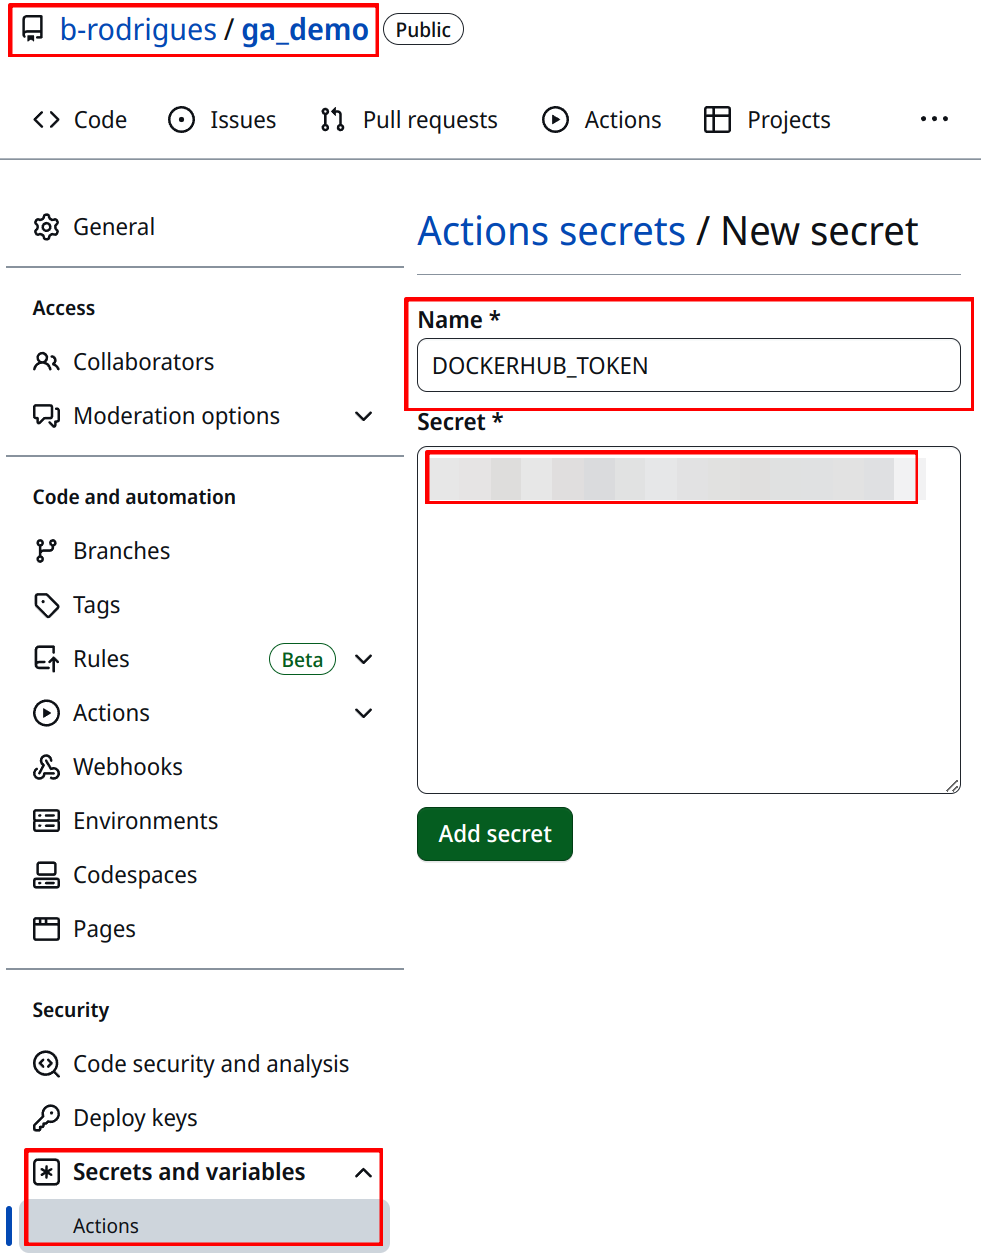 b-rodrigues / ga_demo Public
Code Issues Pull requests Actions Projects
General
Access
Collaborators
Moderation options
Code and automation
Branches
Tags
Rules Beta
Actions
Webhooks
Environments
Codespaces
Pages
Security
Code security and analysis
Deploy keys
Secrets and variables
Actions
Actions secrets / New secret
Name *
DOCKERHUB_TOKEN
Secret *
Add secret